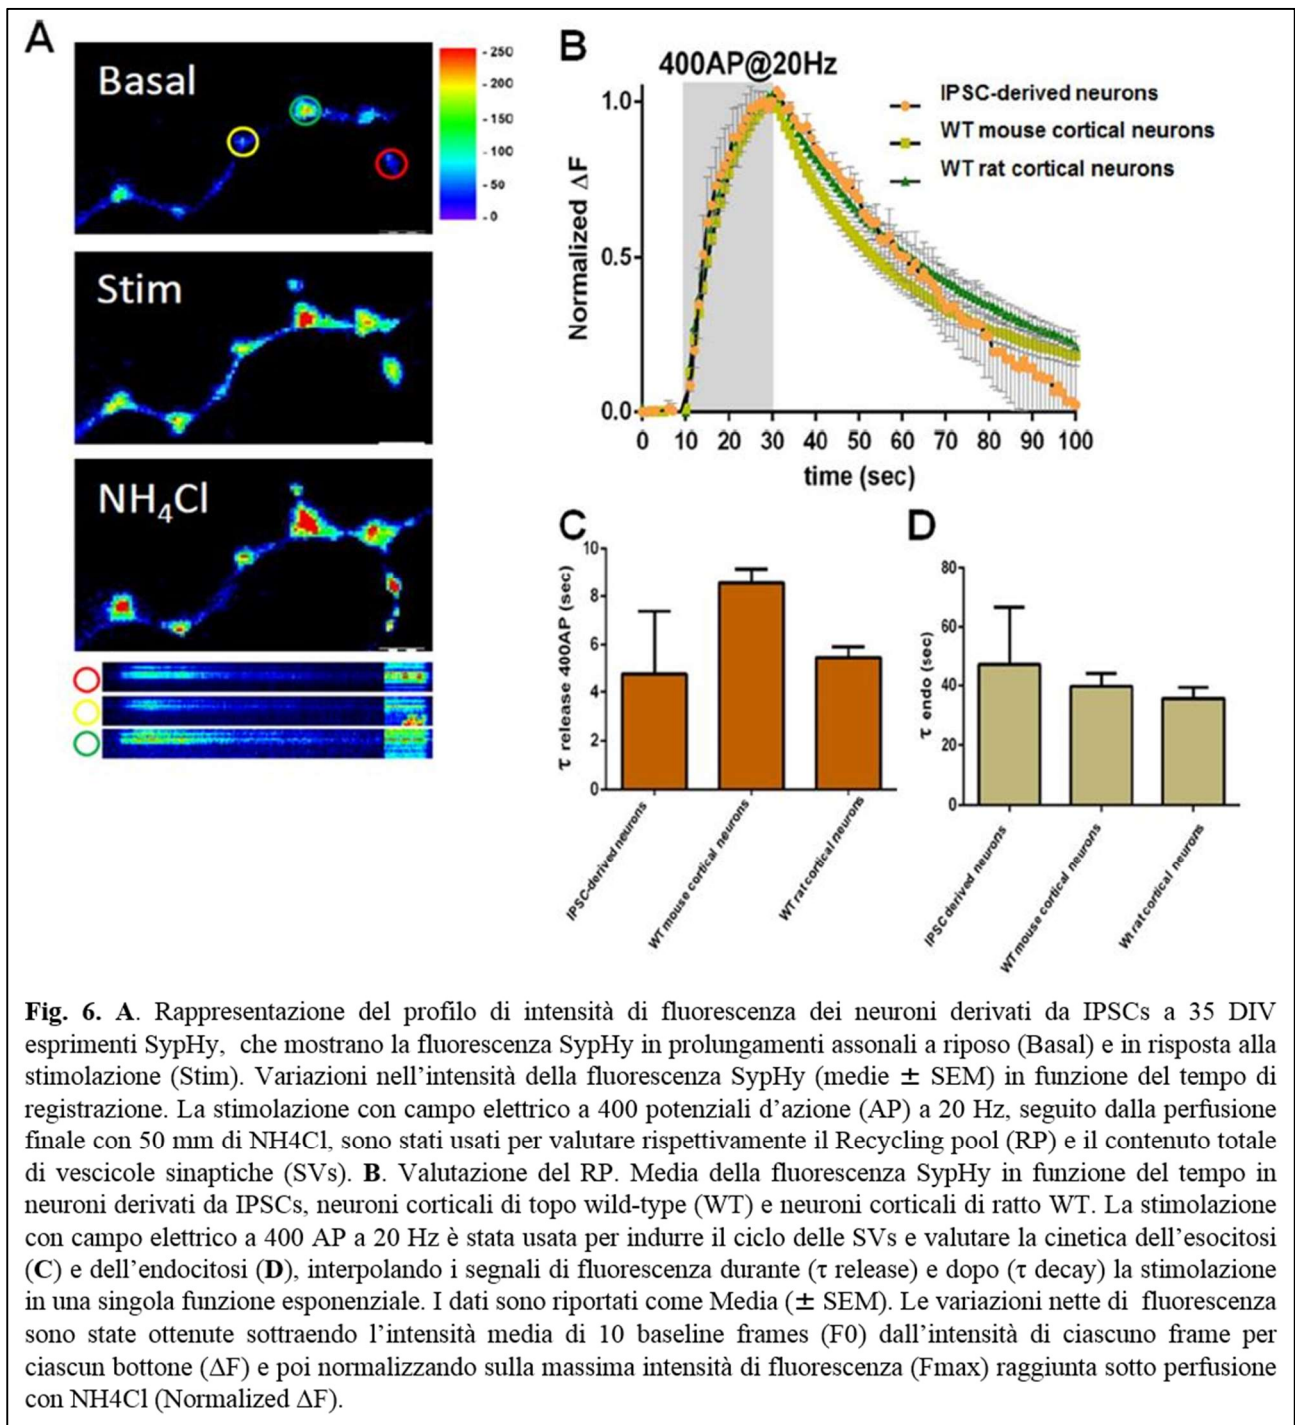 A
Basal
- 250
- 200
- 150
- 100
- 50
- 0
Stim
NH4Cl
B
400AP@20Hz
IPSC-derived neurons
WT mouse cortical neurons
WT rat cortical neurons
Normalized ΔF
1.0
0.5
0.0
0 10 20 30 40 50 60 70 80 90 100
time (sec)
C
τ release 400AP (sec)
10
8
6
4
2
0
IPSC-derived neurons
WT mouse cortical neurons
WT rat cortical neurons
D
τ endo (sec)
80
60
40
20
0
IPSC derived neurons
WT mouse cortical neurons
Wt rat cortical neurons
Fig. 6. A. Rappresentazione del profilo di intensità di fluorescenza dei neuroni derivati da IPSCs a 35 DIV
esprimenti SypHy, che mostrano la fluorescenza SypHy in prolungamenti assonali a riposo (Basal) e in risposta alla
stimolazione (Stim). Variazioni nell’intensità della fluorescenza SypHy (medie ± SEM) in funzione del tempo di
registrazione. La stimolazione con campo elettrico a 400 potenziali d’azione (AP) a 20 Hz, seguito dalla perfusione
finale con 50 mm di NH4Cl, sono stati usati per valutare rispettivamente il Recycling pool (RP) e il contenuto totale
di vescicole sinaptiche (SVs). B. Valutazione del RP. Media della fluorescenza SypHy in funzione del tempo in
neuroni derivati da IPSCs, neuroni corticali di topo wild-type (WT) e neuroni corticali di ratto WT. La stimolazione
con campo elettrico a 400 AP a 20 Hz è stata usata per indurre il ciclo delle SVs e valutare la cinetica dell’esocitosi
(C) e dell’endocitosi (D), interpolando i segnali di fluorescenza durante (τ release) e dopo (τ decay) la stimolazione
in una singola funzione esponenziale. I dati sono riportati come Media (± SEM). Le variazioni nette di fluorescenza
sono state ottenute sottraendo l’intensità media di 10 baseline frames (F0) dall’intensità di ciascuno frame per
ciascun bottone (ΔF) e poi normalizzando sulla massima intensità di fluorescenza (Fmax) raggiunta sotto perfusione
con NH4Cl (Normalized ΔF).